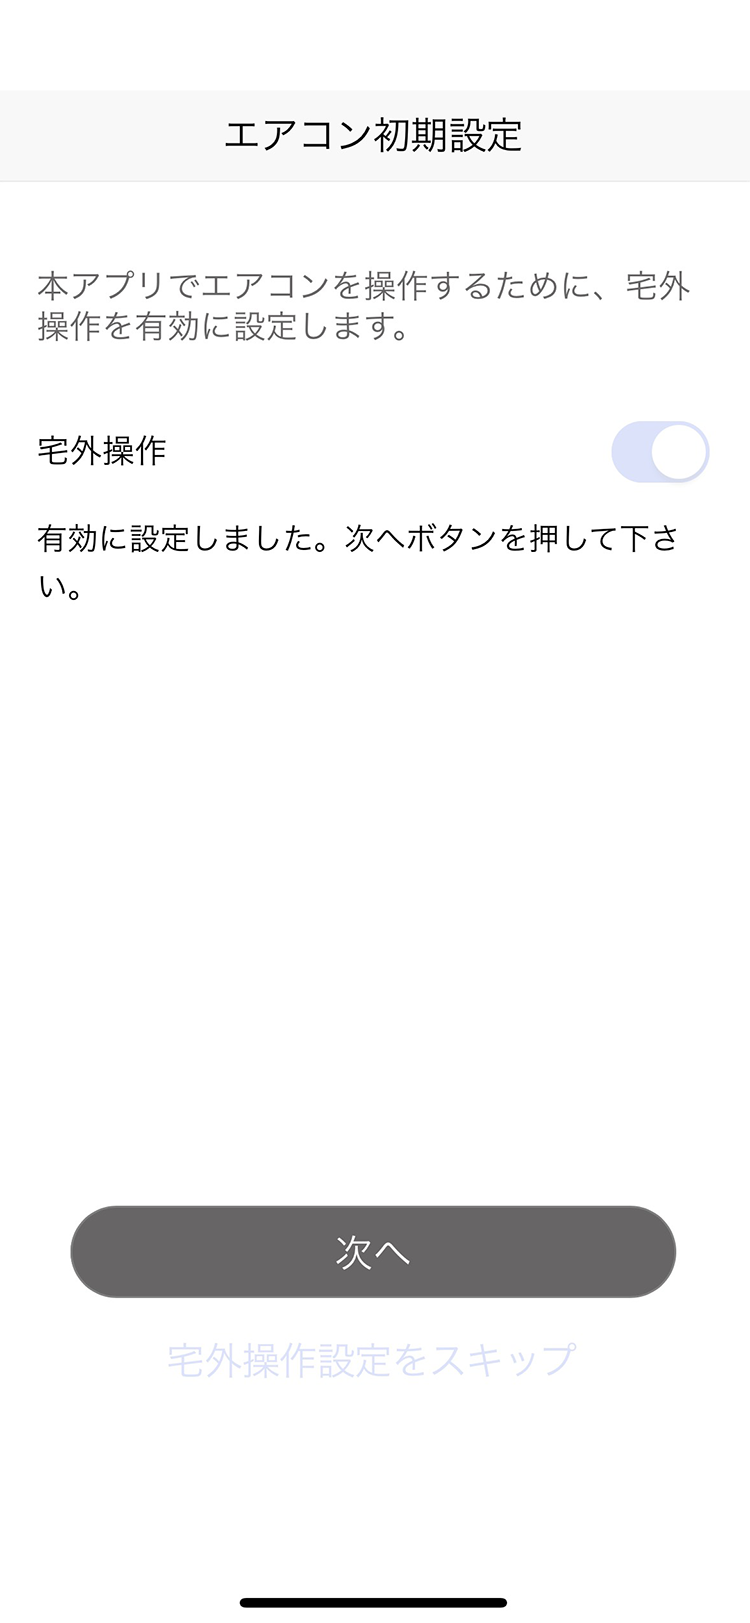 エアコン初期設定
本アプリでエアコンを操作するために、宅外
操作を有効に設定します。
宅外操作
有効に設定しました。次へボタンを押して下さ
い。
次へ
宅外操作設定をスキップ